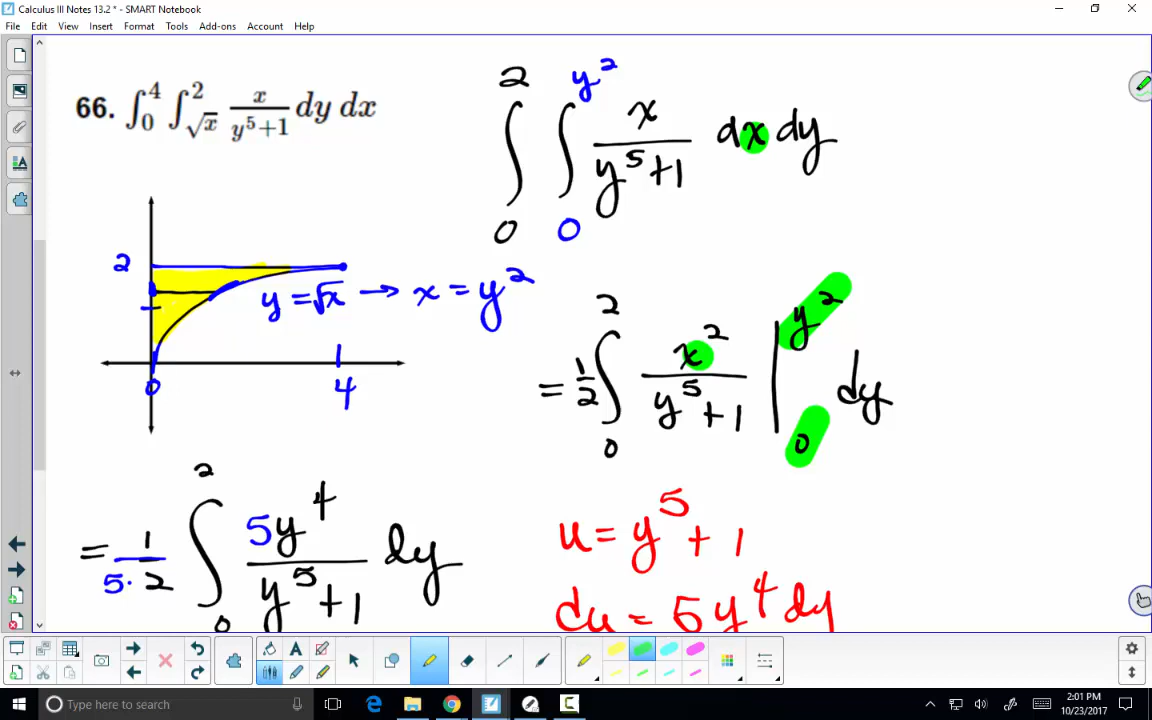 Calculus III Notes 13.2 * - SMART Notebook
File Edit View Insert Format Tools Add-ons Account Help
66. ∫₀⁴ ∫_√x² x/(y⁵+1) dy dx
∫₀² ∫₀^(y²) x/(y⁵+1) dx dy
2
y = √x → x = y²
0
4
= 1/2 ∫₀² x²/(y⁵+1) |₀^(y²) dy
= 1/(5·2) ∫₀² 5y⁴/(y⁵+1) dy
u = y⁵ + 1
du = 5y⁴ dy
A
Type here to search
2:01 PM
10/23/2017